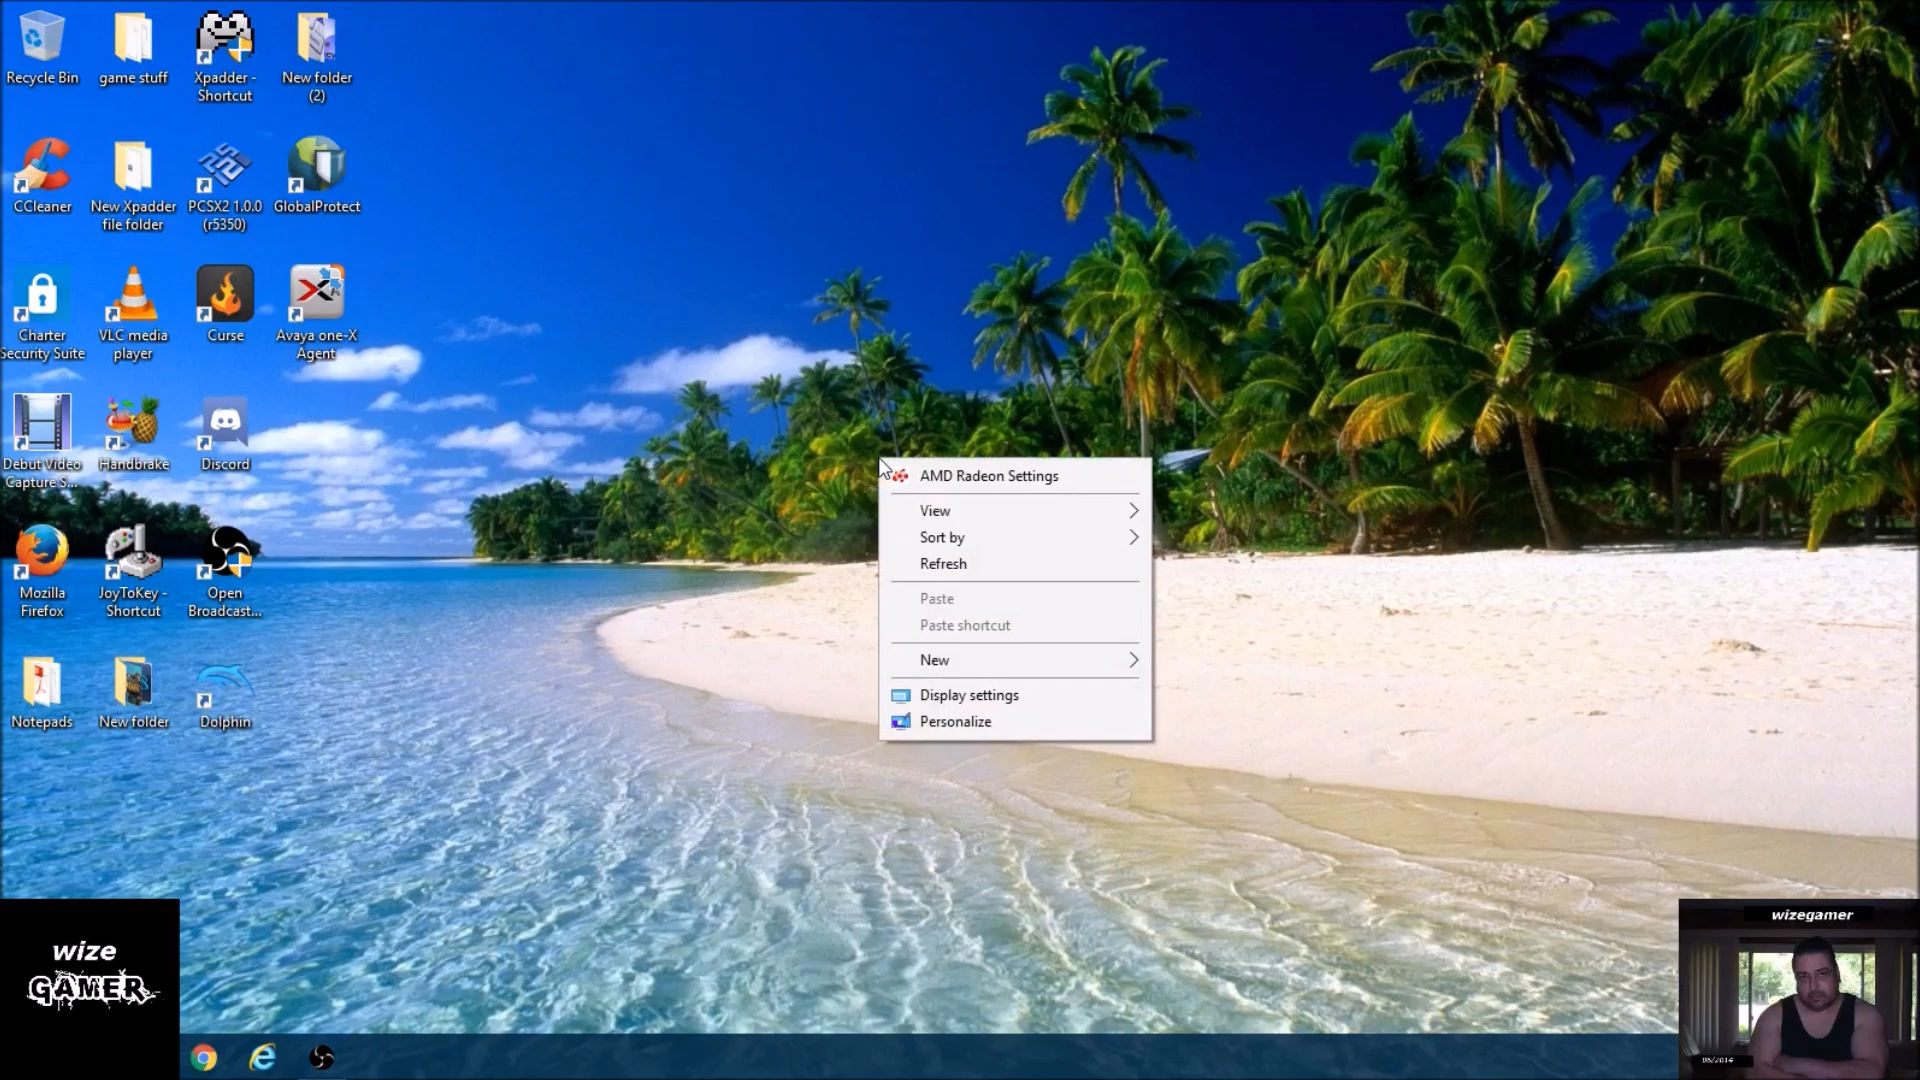 Recycle Bin
game stuff
Xpadder -
Shortcut
New folder
(2)
CCleaner
New Xpadder
file folder
PCSX2 1.0.0
(r5350)
GlobalProtect
Charter
Security Suite
VLC media
player
Curse
Avaya one-X
Agent
Debut Video
Capture S...
Handbrake
Discord
Mozilla
Firefox
JoyToKey -
Shortcut
Open
Broadcast...
Notepads
New folder
Dolphin
AMD Radeon Settings
View
Sort by
Refresh
Paste
Paste shortcut
New
Display settings
Personalize
wize
GAMER
wizegamer
06/2014